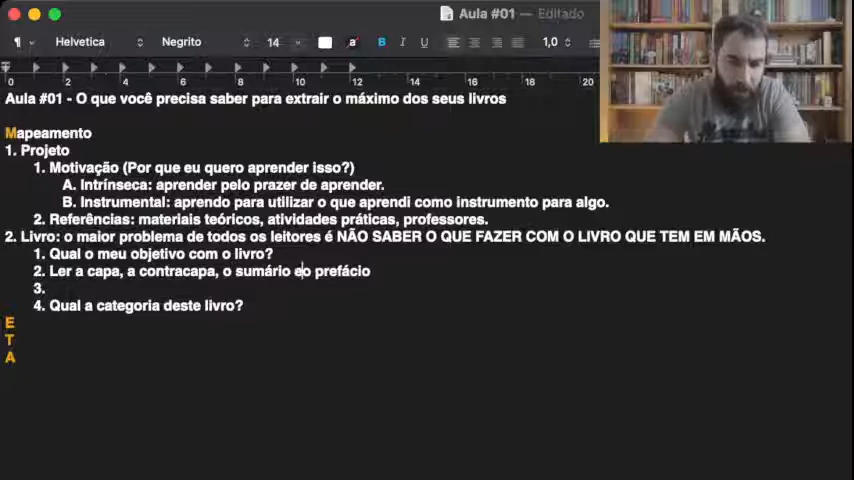 Aula #01 — Editado
¶ Helvetica Negrito 14 a B I U 1,0
0 2 4 6 8 10 12 14 16 18 20
Aula #01 - O que você precisa saber para extrair o máximo dos seus livros
Mapeamento
1. Projeto
1. Motivação (Por que eu quero aprender isso?)
A. Intrínseca: aprender pelo prazer de aprender.
B. Instrumental: aprendo para utilizar o que aprendi como instrumento para algo.
2. Referências: materiais teóricos, atividades práticas, professores.
2. Livro: o maior problema de todos os leitores é NÃO SABER O QUE FAZER COM O LIVRO QUE TEM EM MÃOS.
1. Qual o meu objetivo com o livro?
2. Ler a capa, a contracapa, o sumário eo prefácio
3.
4. Qual a categoria deste livro?
E
T
A